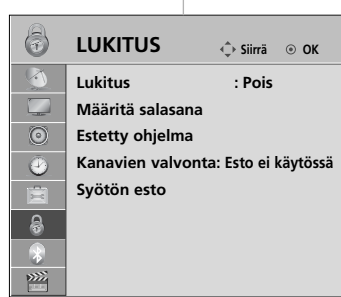 LUKITUS Siirrä OK
Lukitus : Pois
Määritä salasana
Estetty ohjelma
Kanavien valvonta: Esto ei käytössä
Syötön esto